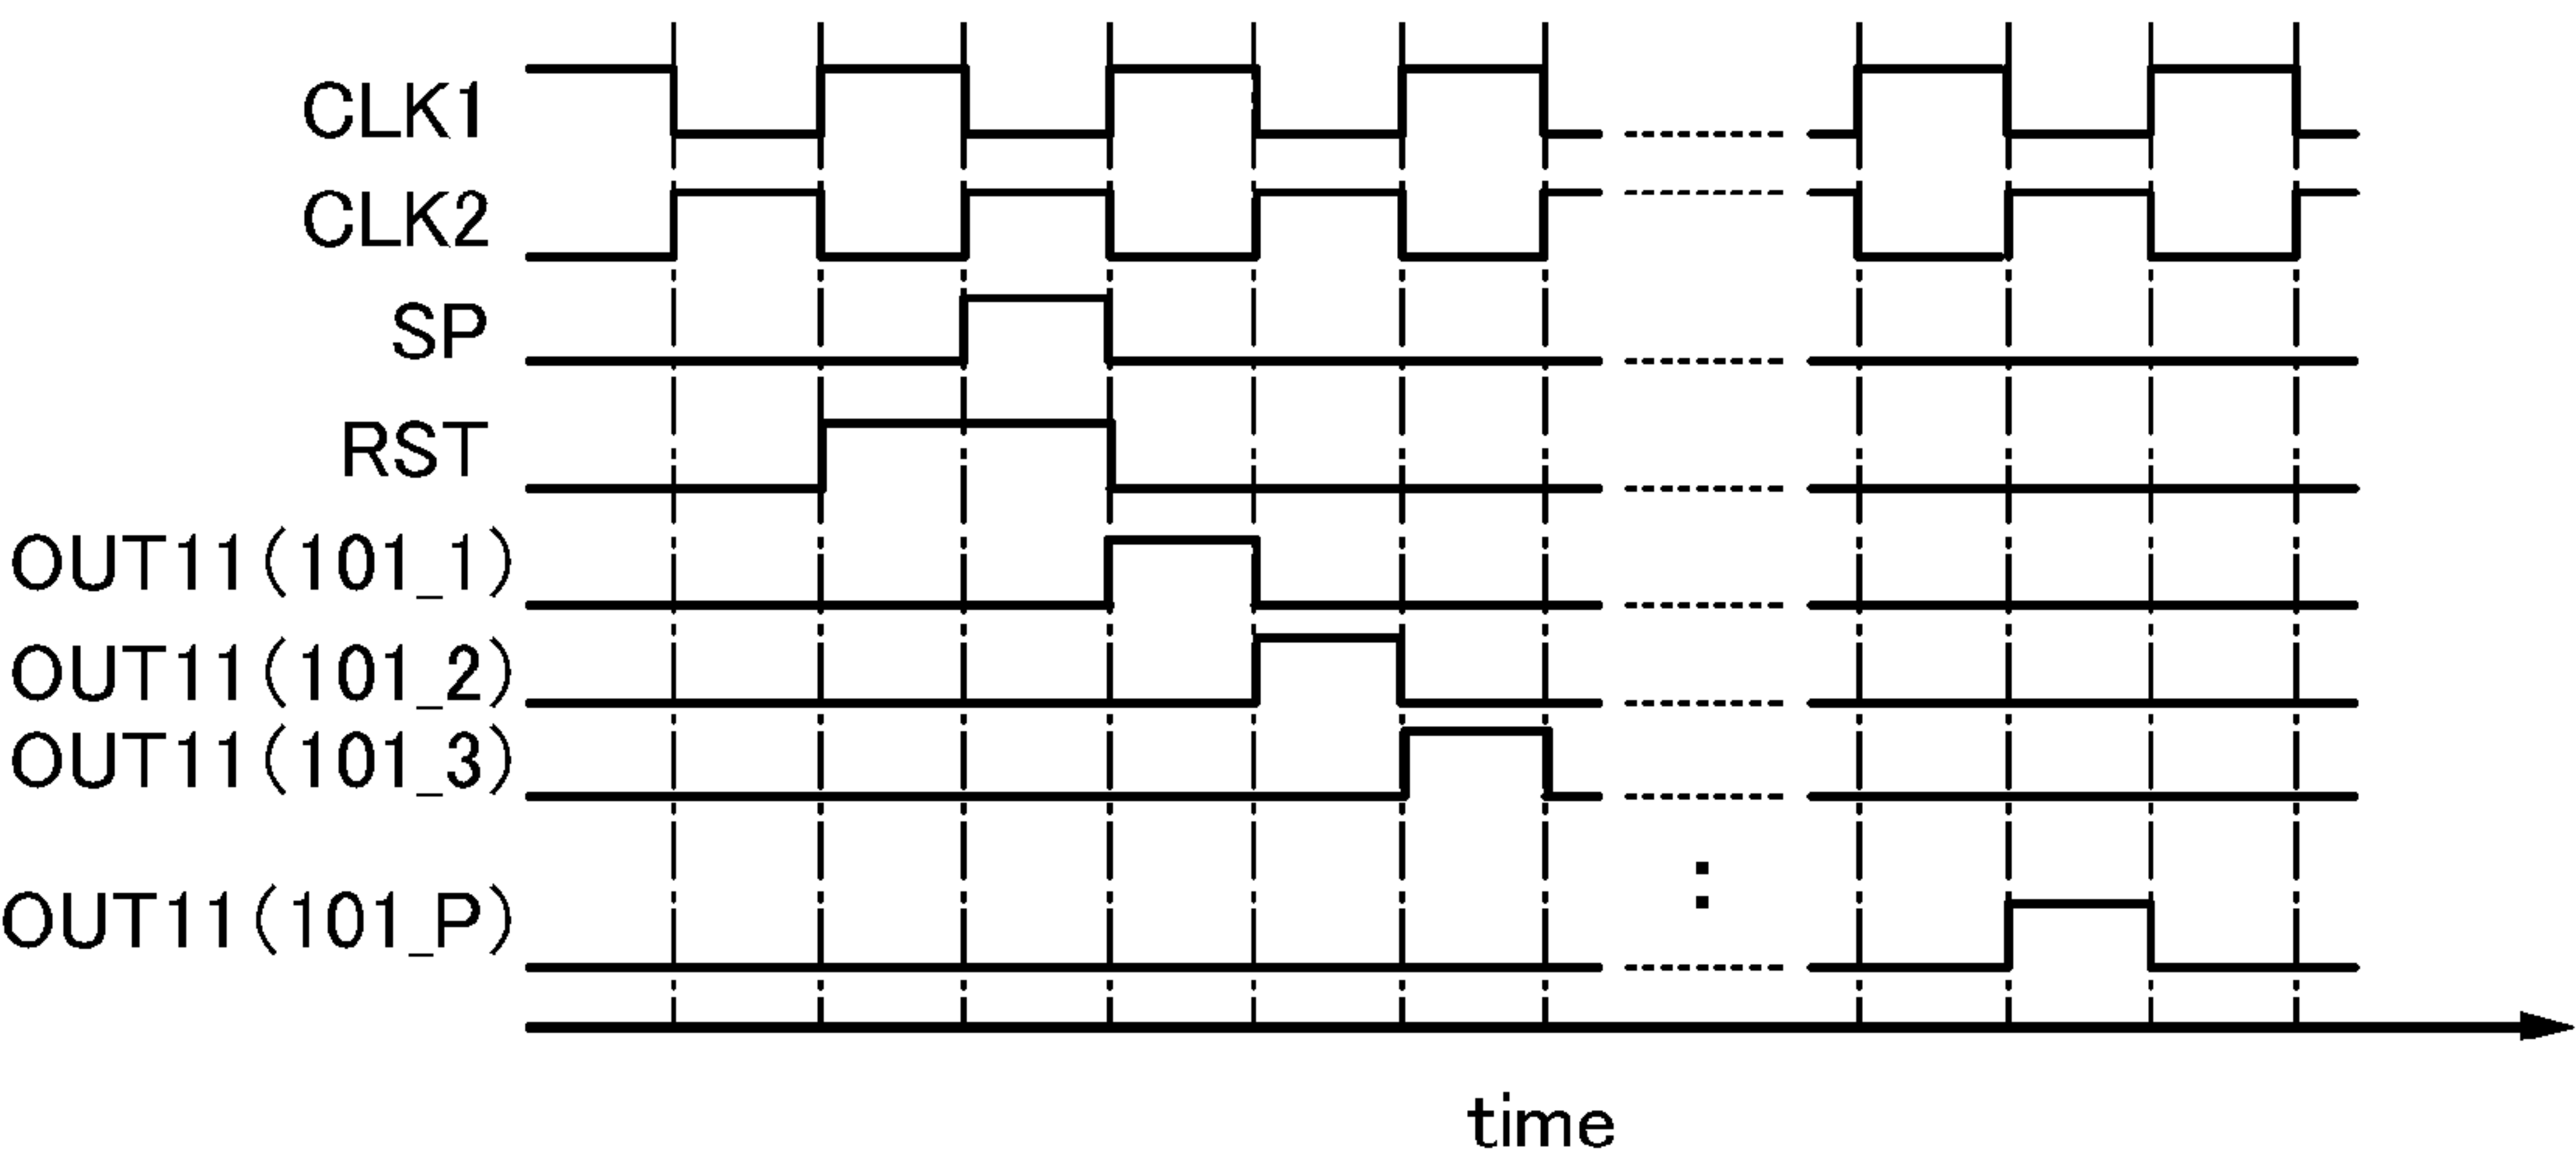 CLK1
CLK2
SP
RST
OUT11(101_1)
OUT11(101_2)
OUT11(101_3)
:
OUT11(101_P)
time